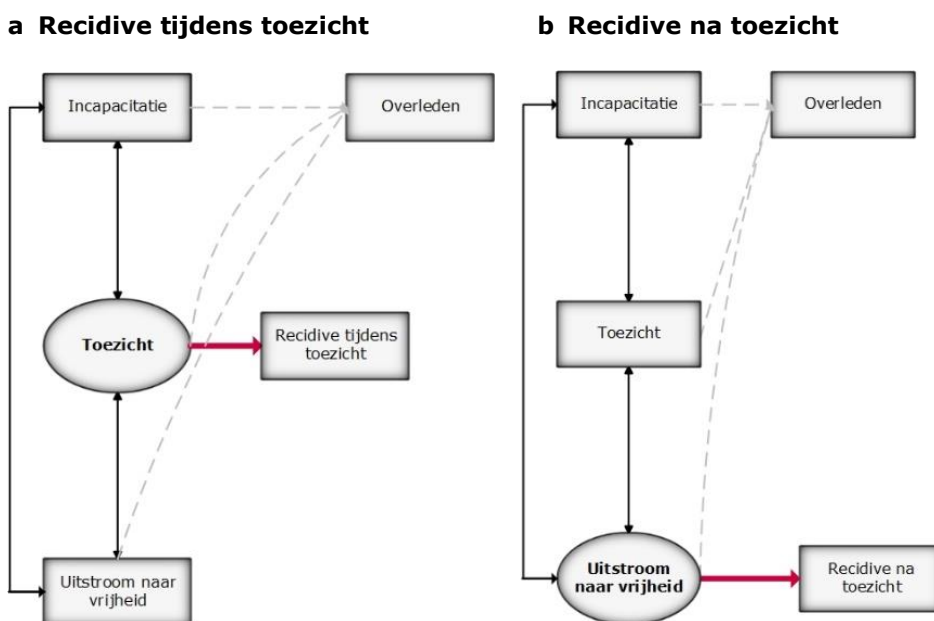 a Recidive tijdens toezicht
Incapacitatie
Overleden
Toezicht
Recidive tijdens
toezicht
Uitstroom naar
vrijheid
b Recidive na toezicht
Incapacitatie
Overleden
Toezicht
Uitstroom
naar vrijheid
Recidive na
toezicht